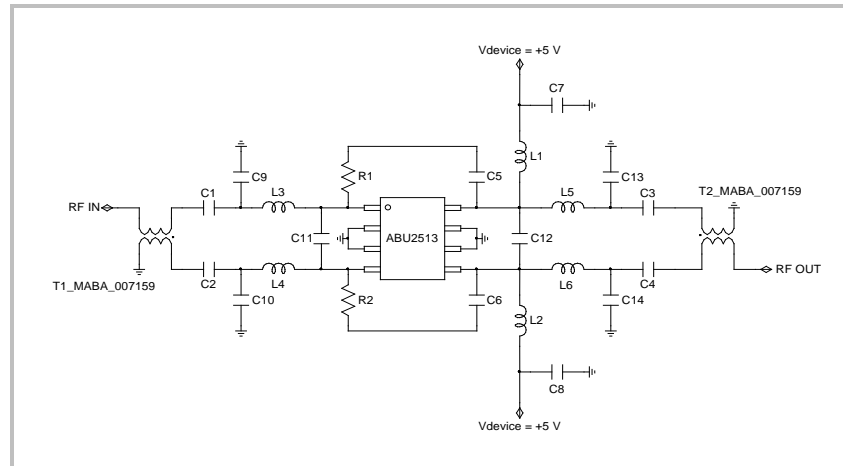 Vdevice = +5 V
C7
C9
R1
C5
L1
C13
T2_MABA_007159
C1
L3
L5
C3
RF IN
C11
ABU2513
C12
C2
L4
L6
C4
RF OUT
T1_MABA_007159
C10
R2
C6
C14
L2
C8
Vdevice = +5 V